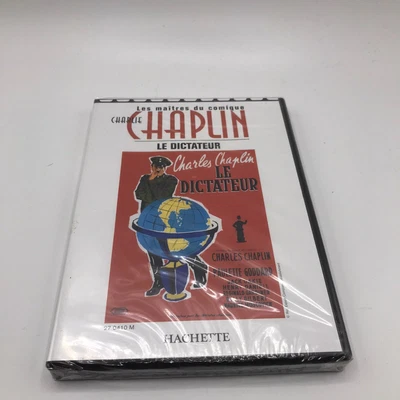 Les maîtres du comique
CHARLIE
CHAPLIN
LE DICTATEUR
Charles Chaplin
LE
DICTATEUR
CHARLES CHAPLIN
PAULETTE GODDARD
HACHETTE